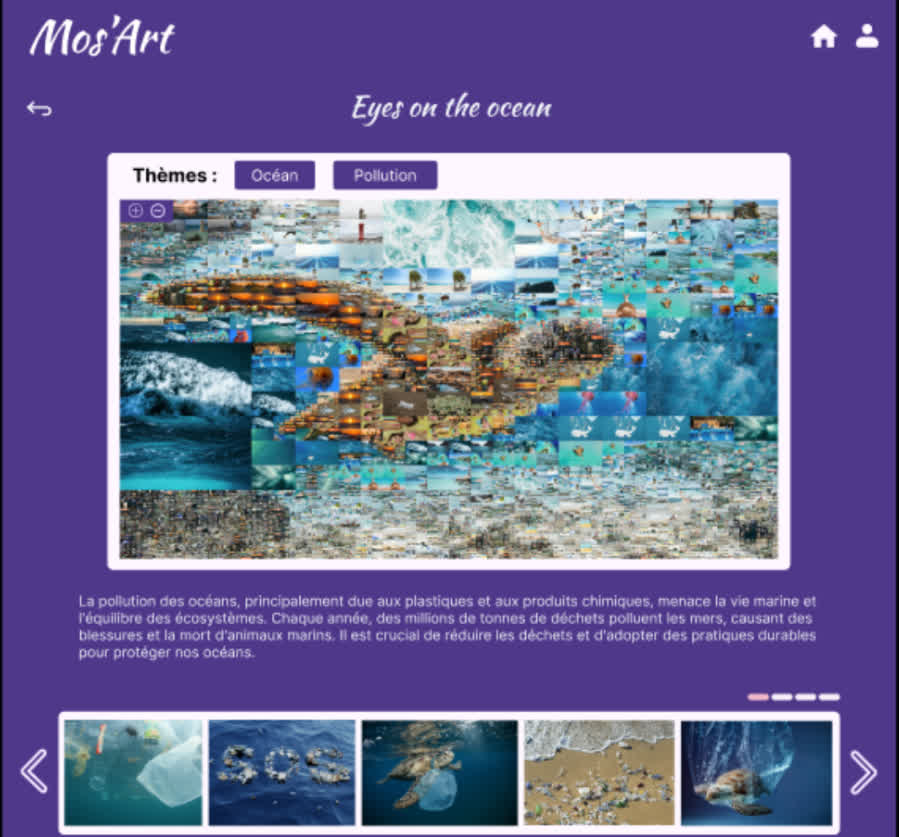 Mos'Art
Eyes on the ocean
Thèmes :
Océan
Pollution
La pollution des océans, principalement due aux plastiques et aux produits chimiques, menace la vie marine et
l'équilibre des écosystèmes. Chaque année, des millions de tonnes de déchets polluent les mers, causant des
blessures et la mort d'animaux marins. Il est crucial de réduire les déchets et d'adopter des pratiques durables
pour protéger nos océans.
SOS